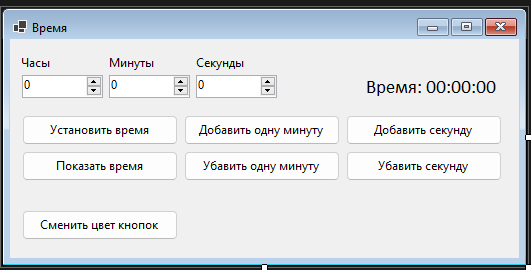 Время
Часы Минуты Секунды
0 0 0
Время: 00:00:00
Установить время Добавить одну минуту Добавить секунду
Показать время Убавить одну минуту Убавить секунду
Сменить цвет кнопок